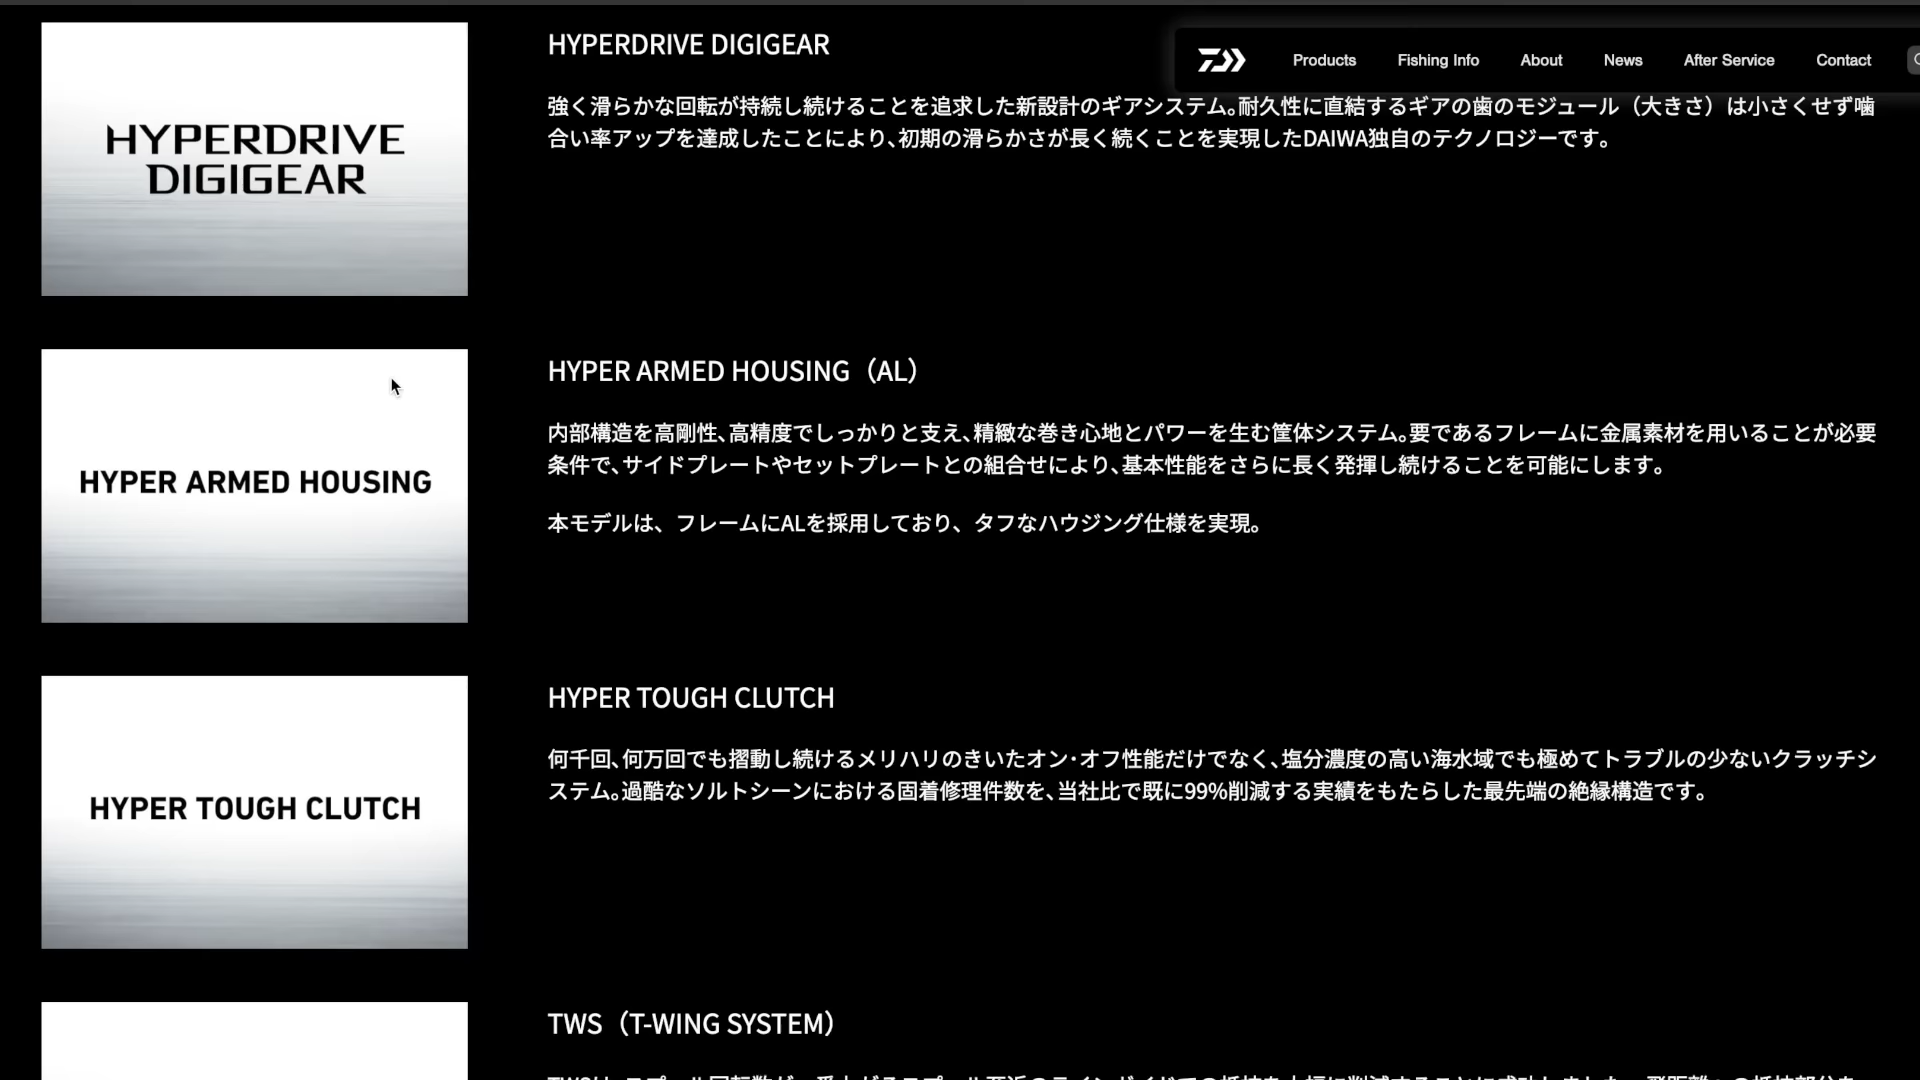 HYPERDRIVE DIGIGEAR
Products Fishing Info About News After Service Contact
HYPERDRIVE
DIGIGEAR
強く滑らかな回転が持続し続けることを追求した新設計のギアシステム。耐久性に直結するギアの歯のモジュール（大きさ）は小さくせず噛
合い率アップを達成したことにより、初期の滑らかさが長く続くことを実現したDAIWA独自のテクノロジーです。
HYPER ARMED HOUSING（AL）
HYPER ARMED HOUSING
内部構造を高剛性、高精度でしっかりと支え、精緻な巻き心地とパワーを生む筐体システム。要であるフレームに金属素材を用いることが必要
条件で、サイドプレートやセットプレートとの組合せにより、基本性能をさらに長く発揮し続けることを可能にします。
本モデルは、フレームにALを採用しており、タフなハウジング仕様を実現。
HYPER TOUGH CLUTCH
HYPER TOUGH CLUTCH
何千回、何万回でも摺動し続けるメリハリのきいたオン・オフ性能だけでなく、塩分濃度の高い海水域でも極めてトラブルの少ないクラッチシ
ステム。過酷なソルトシーンにおける固着修理件数を、当社比で既に99%削減する実績をもたらした最先端の絶縁構造です。
TWS（T-WING SYSTEM）